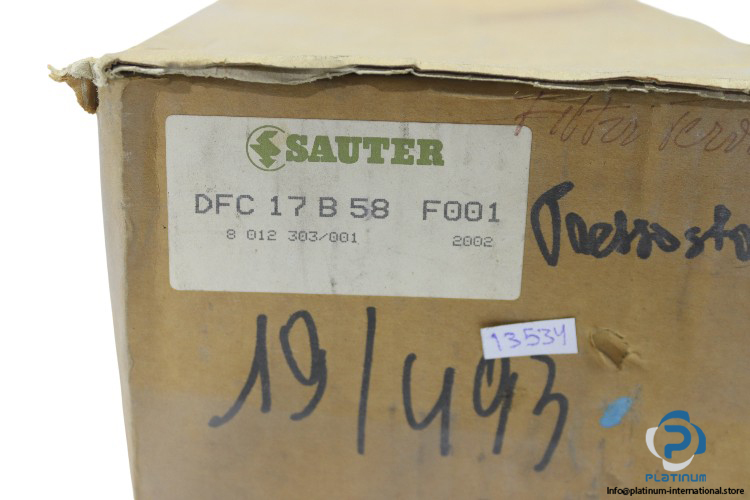 SAUTER
DFC 17 B 58 F001
8 012 303/001 2002
13534
19/493
PLATINUM
Info@platinum-international.store